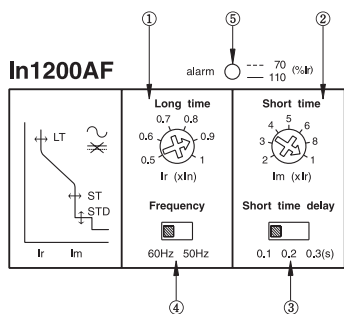 ① ⑤ ②
In1200AF alarm --- 70 — 110 (%Ir)
LT
ST
STD
Ir Im
Long time
0.5 0.6 0.7 0.8 0.9 1
Ir (xIn)
Short time
1 2 3 4 5 6 8
Im (xIr)
Frequency
60Hz 50Hz
Short time delay
0.1 0.2 0.3(s)
④ ③